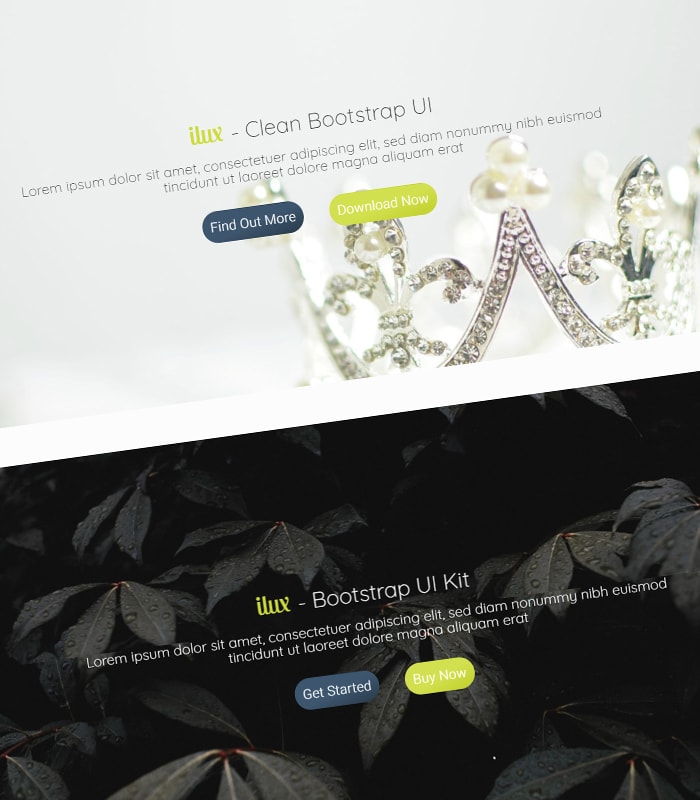 ilux - Clean Bootstrap UI
Lorem ipsum dolor sit amet, consectetuer adipiscing elit, sed diam nonummy nibh euismod
tincidunt ut laoreet dolore magna aliquam erat
Find Out More
Download Now
ilux - Bootstrap UI Kit
Lorem ipsum dolor sit amet, consectetuer adipiscing elit, sed diam nonummy nibh euismod
tincidunt ut laoreet dolore magna aliquam erat
Get Started
Buy Now